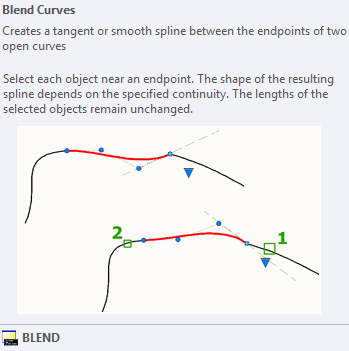 Blend Curves
Creates a tangent or smooth spline between the endpoints of two
open curves
Select each object near an endpoint. The shape of the resulting
spline depends on the specified continuity. The lengths of the
selected objects remain unchanged.
2
1
BLEND